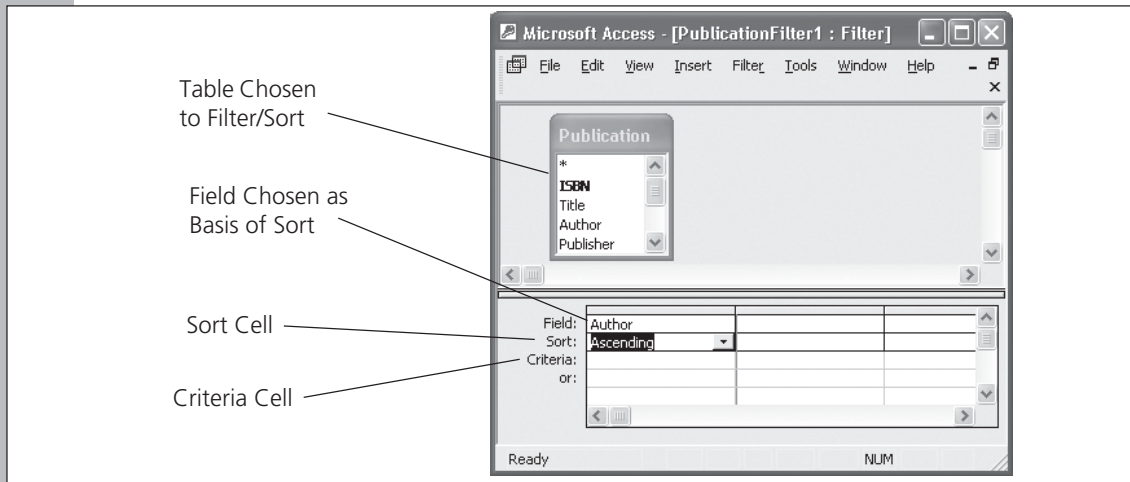 Microsoft Access - [PublicationFilter1 : Filter]
File Edit View Insert Filter Tools Window Help
Table Chosen
to Filter/Sort
Publication
*
ISBN
Title
Author
Publisher
Field Chosen as
Basis of Sort
Sort Cell
Criteria Cell
Field: Author
Sort: Ascending
Criteria:
or:
Ready NUM